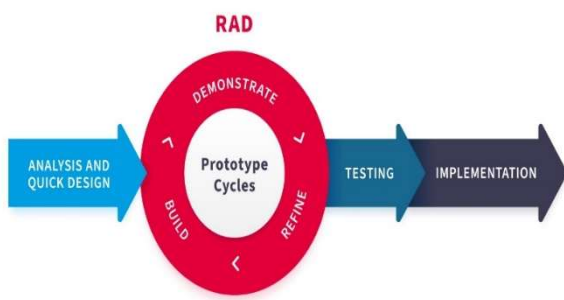 RAD
DEMONSTRATE
ANALYSIS AND
QUICK DESIGN
Prototype
Cycles
BUILD
REFINE
TESTING
IMPLEMENTATION